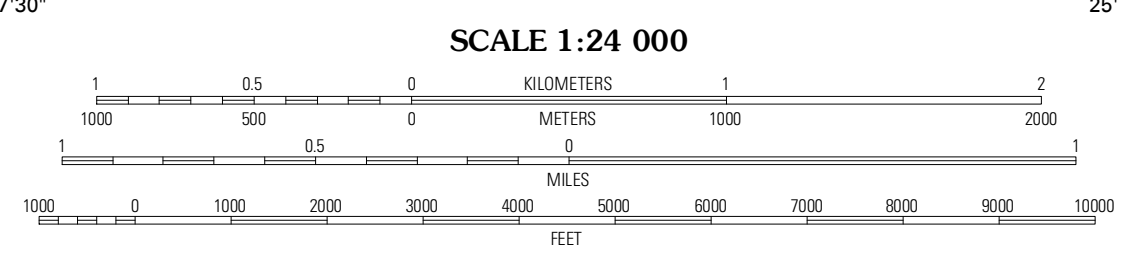 7'30" 25'
SCALE 1:24 000
1 0.5 0 KILOMETERS 1 2
1000 500 0 METERS 1000 2000
1 0.5 0 1
MILES
1000 0 1000 2000 3000 4000 5000 6000 7000 8000 9000 10000
FEET